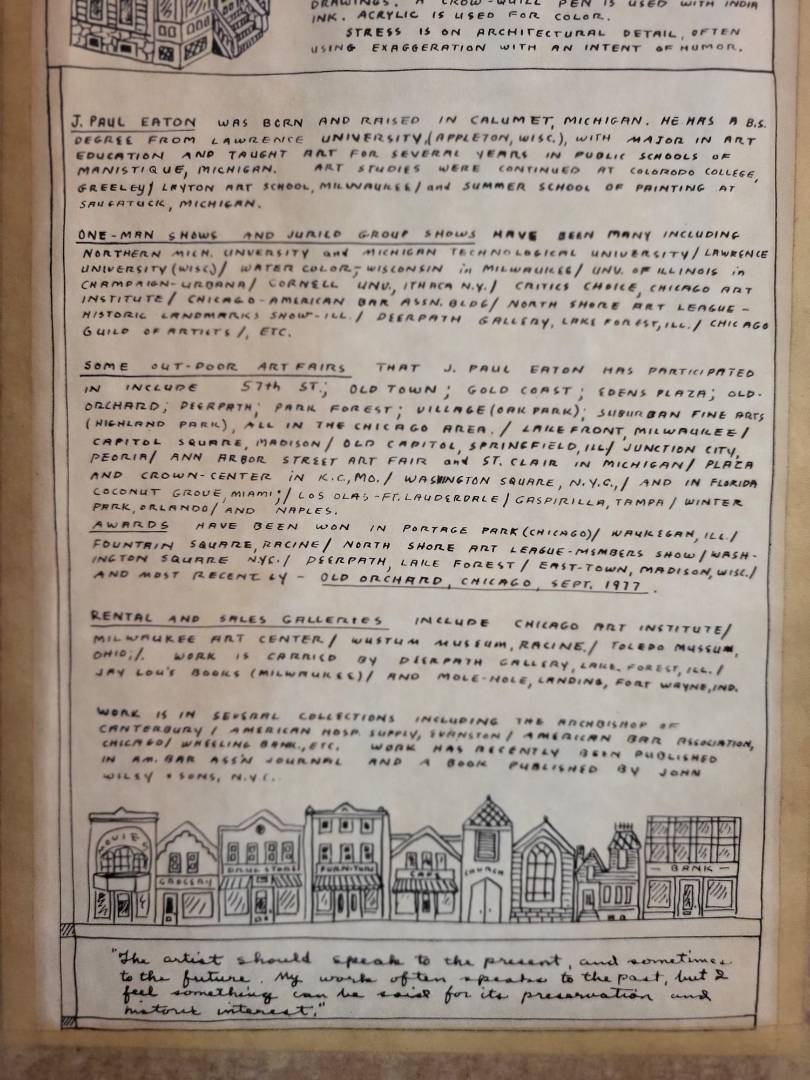 DRAWINGS. A CROW-QUILL PEN IS USED WITH INDIA
INK. ACRYLIC IS USED FOR COLOR.
STRESS IS ON ARCHITECTURAL DETAIL, OFTEN
USING EXAGGERATION WITH AN INTENT OF HUMOR.
J. PAUL EATON WAS BORN AND RAISED IN CALUMET, MICHIGAN. HE HAS A B.S.
DEGREE FROM LAWRENCE UNIVERSITY,(APPLETON, WISC.), WITH MAJOR IN ART
EDUCATION AND TAUGHT ART FOR SEVERAL YEARS IN PUBLIC SCHOOLS OF
MANISTIQUE, MICHIGAN. ART STUDIES WERE CONTINUED AT COLORODO COLLEGE,
GREELEY/ LAYTON ART SCHOOL, MILWAUKEE/ and SUMMER SCHOOL OF PAINTING AT
SAUGATUCK, MICHIGAN.
ONE-MAN SHOWS AND JURIED GROUP SHOWS HAVE BEEN MANY INCLUDING
NORTHERN MICH. UNVERSITY and MICHIGAN TECHNOLOGICAL UNIVERSITY/ LAWRENCE
UNIVERSITY (WISC)/ WATER COLOR-WISCONSIN in MILWAUKEE/ UNV. OF ILLINOIS in
CHAMPAIGN-URBANA/ CORNELL UNV., ITHACA N.Y./ CRITICS CHOICE, CHICAGO ART
INSTITUTE/ CHICAGO-AMERICAN BAR ASSN. BLDG/ NORTH SHORE ART LEAGUE -
HISTORIC LANDMARKS SHOW-ILL./ DEERPATH GALLERY, LAKE FOREST, ILL./ CHICAGO
GUILD OF ARTISTS/, ETC.
SOME OUT-DOOR ART FAIRS THAT J. PAUL EATON HAS PARTICIPATED
IN INCLUDE 57th ST.; OLD TOWN; GOLD COAST; EDENS PLAZA; OLD-
ORCHARD; DEERPATH; PARK FOREST; VILLAGE (OAK PARK); SUBURBAN FINE ARTS
(HIGHLAND PARK), ALL IN THE CHICAGO AREA. / LAKE FRONT, MILWAUKEE/
CAPITOL SQUARE, MADISON/ OLD CAPITOL, SPRINGFIELD, ILL/ JUNCTION CITY,
PEORIA/ ANN ARBOR STREET ART FAIR and ST. CLAIR IN MICHIGAN/ PLAZA
AND CROWN-CENTER IN K.C., MO./ WASHINGTON SQUARE, N.Y.C., / AND IN FLORIDA
COCONUT GROVE, MIAMI;/ LOS OLAS-FT. LAUDERDALE/ GASPIRILLA, TAMPA/ WINTER
PARK, ORLANDO/ AND NAPLES.
AWARDS HAVE BEEN WON IN PORTAGE PARK (CHICAGO)/ WAUKEGAN, ILL./
FOUNTAIN SQUARE, RACINE/ NORTH SHORE ART LEAGUE-MEMBERS SHOW/ WASH-
INGTON SQUARE N.Y.C./ DEERPATH, LAKE FOREST/ EAST-TOWN, MADISON, WISC./
AND MOST RECENTLY - OLD ORCHARD, CHICAGO, SEPT. 1977.
RENTAL AND SALES GALLERIES INCLUDE CHICAGO ART INSTITUTE/
MILWAUKEE ART CENTER/ WUSTUM MUSEUM, RACINE/ TOLEDO MUSEUM,
OHIO;/. WORK IS CARRIED BY DEERPATH GALLERY, LAKE FOREST, ILL./
JAY LOU'S BOOKS (MILWAUKEE)/ AND MOLE-HOLE, LANDING, FORT WAYNE, IND.
WORK IS IN SEVERAL COLLECTIONS INCLUDING THE ARCHBISHOP OF
CANTORBURY / AMERICAN HOSP. SUPPLY, EVANSTON / AMERICAN BAR ASSOCIATION,
CHICAGO/ WHEELING BANK., ETC. WORK HAS RECENTLY BEEN PUBLISHED
IN AM. BAR ASS'N JOURNAL AND A BOOK PUBLISHED BY JOHN
WILEY & SONS, N.Y.C.
MOVIES GROCERY DRUG STORE FURNITURE CAFE CHURCH - BANK -
"The artist should speak to the present, and sometimes
to the future. My work often speaks to the past, but I
feel something can be said for its preservation and
historic interest."